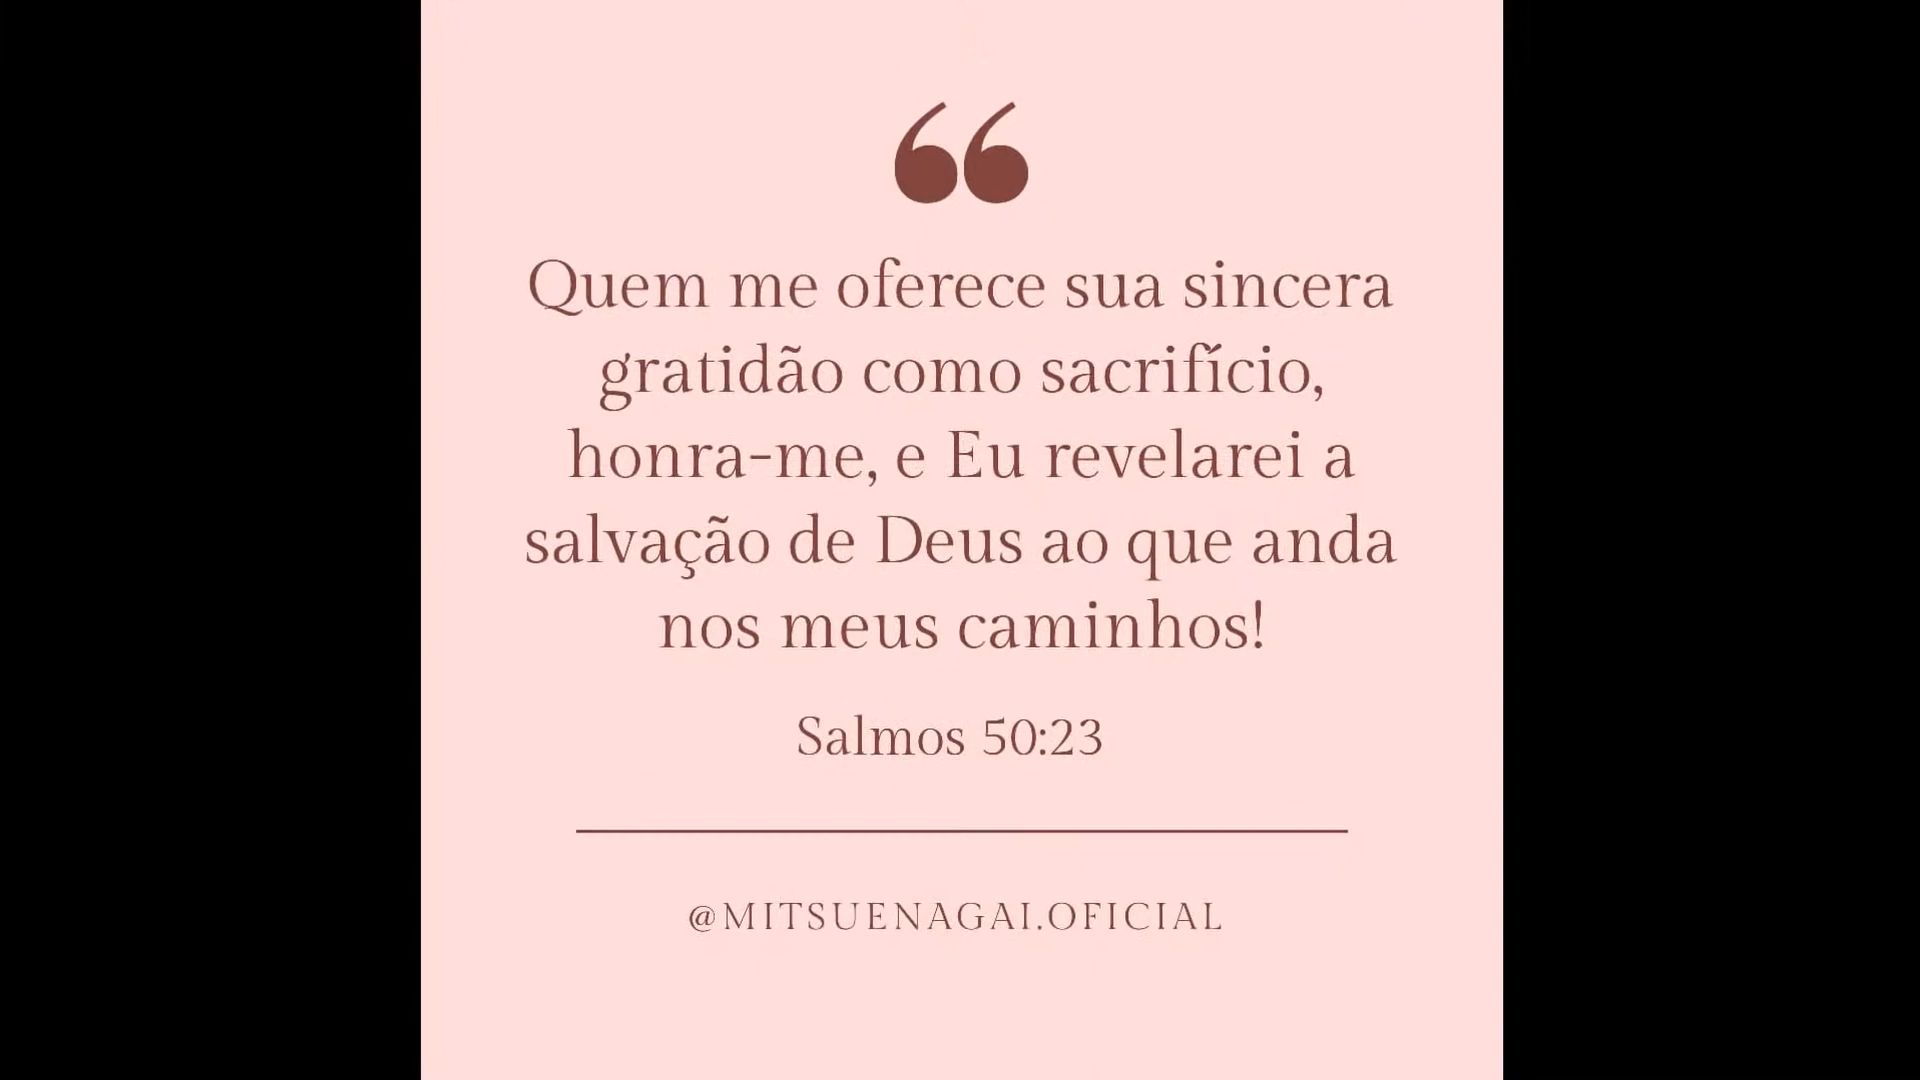 “
Quem me oferece sua sincera
gratidão como sacrifício,
honra-me, e Eu revelarei a
salvação de Deus ao que anda
nos meus caminhos!
Salmos 50:23
@MITSUENAGAI.OFICIAL